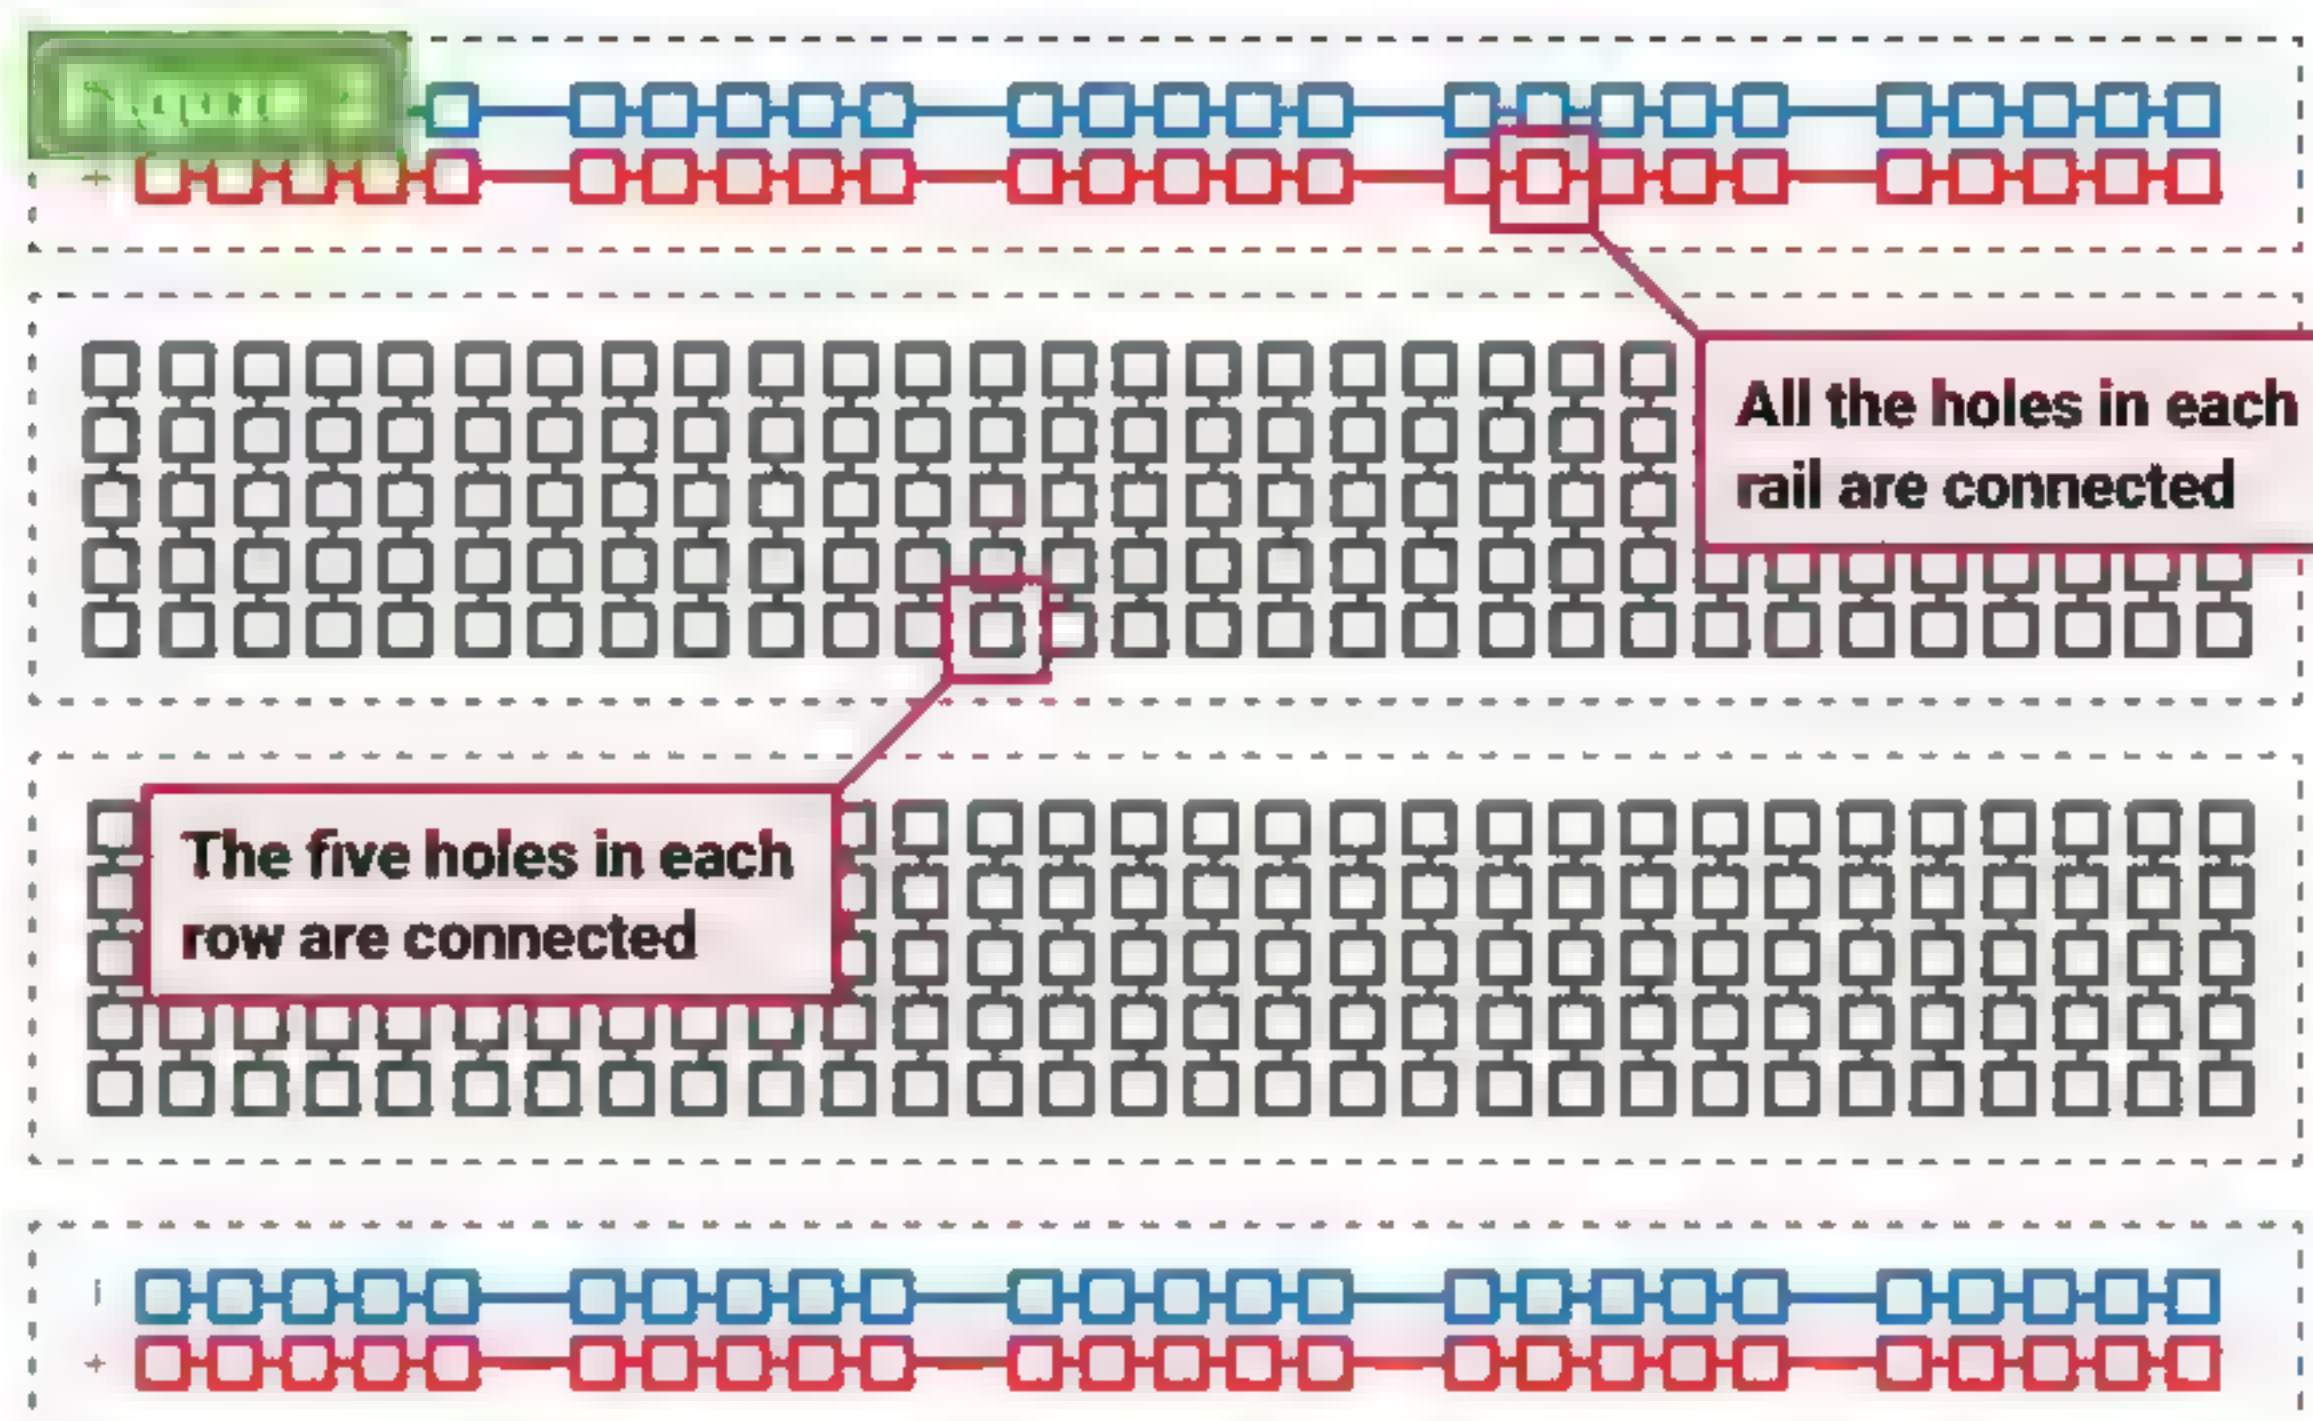 +
All the holes in each
rail are connected
The five holes in each
row are connected
+